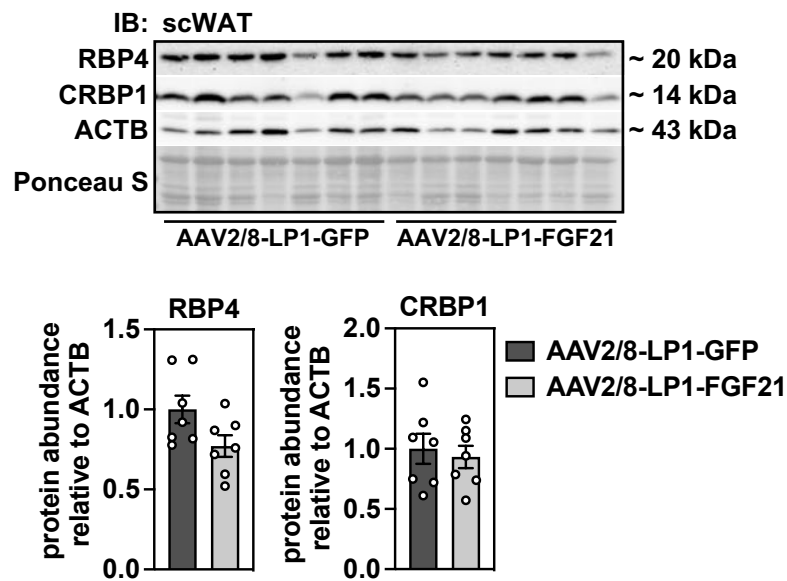 IB: scWAT
RBP4 ~ 20 kDa
CRBP1 ~ 14 kDa
ACTB ~ 43 kDa
Ponceau S
AAV2/8-LP1-GFP AAV2/8-LP1-FGF21
RBP4
protein abundance
relative to ACTB
1.5
1.0
0.5
0.0
CRBP1
protein abundance
relative to ACTB
2.0
1.5
1.0
0.5
0.0
AAV2/8-LP1-GFP
AAV2/8-LP1-FGF21